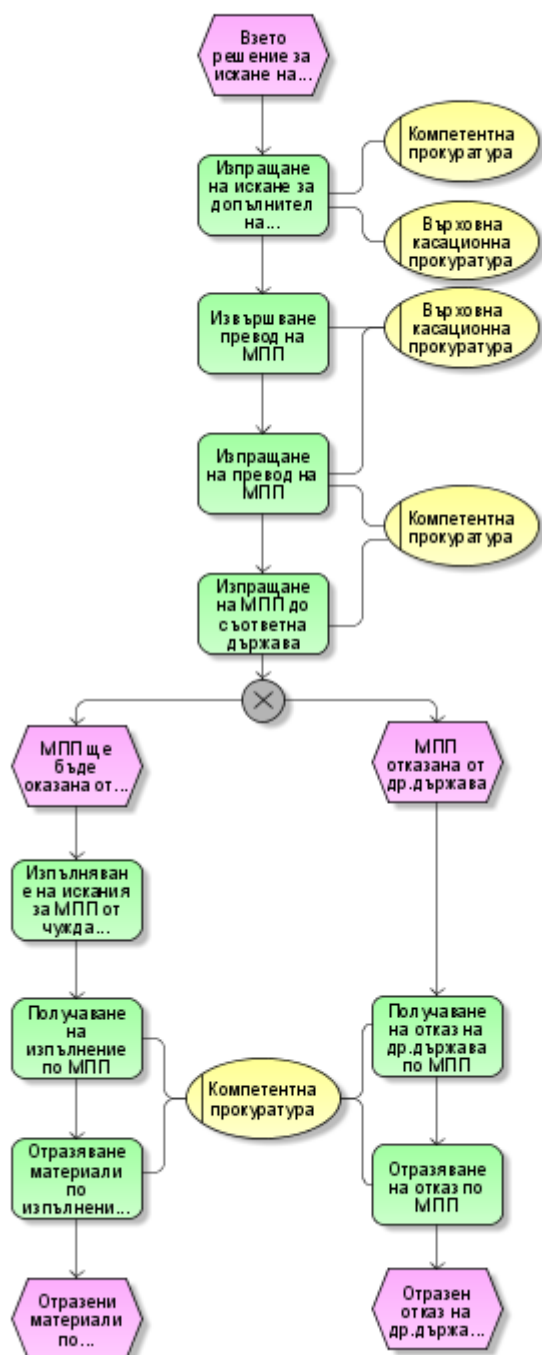 Взето
решение за
искане на...
Компетентна
прокуратура
Изпращане
на искане за
допълнител
на...
Върховна
касационна
прокуратура
Извършване
превод на
МПП
Върховна
касационна
прокуратура
Изпращане
на превод на
МПП
Компетентна
прокуратура
Изпращане
на МПП до
съответна
държава
МПП ще
бъде
оказана от...
МПП
отказана от
др.държава
Изпълняван
е на искания
за МПП от
чужда...
Получаване
на
изпълнение
по МПП
Получаване
на отказ на
др.държава
по МПП
Компетентна
прокуратура
Отразяване
материали
по
изпълнени...
Отразяване
на отказ по
МПП
Отразени
материали
по...
Отразен
отказ на
др.държа
...